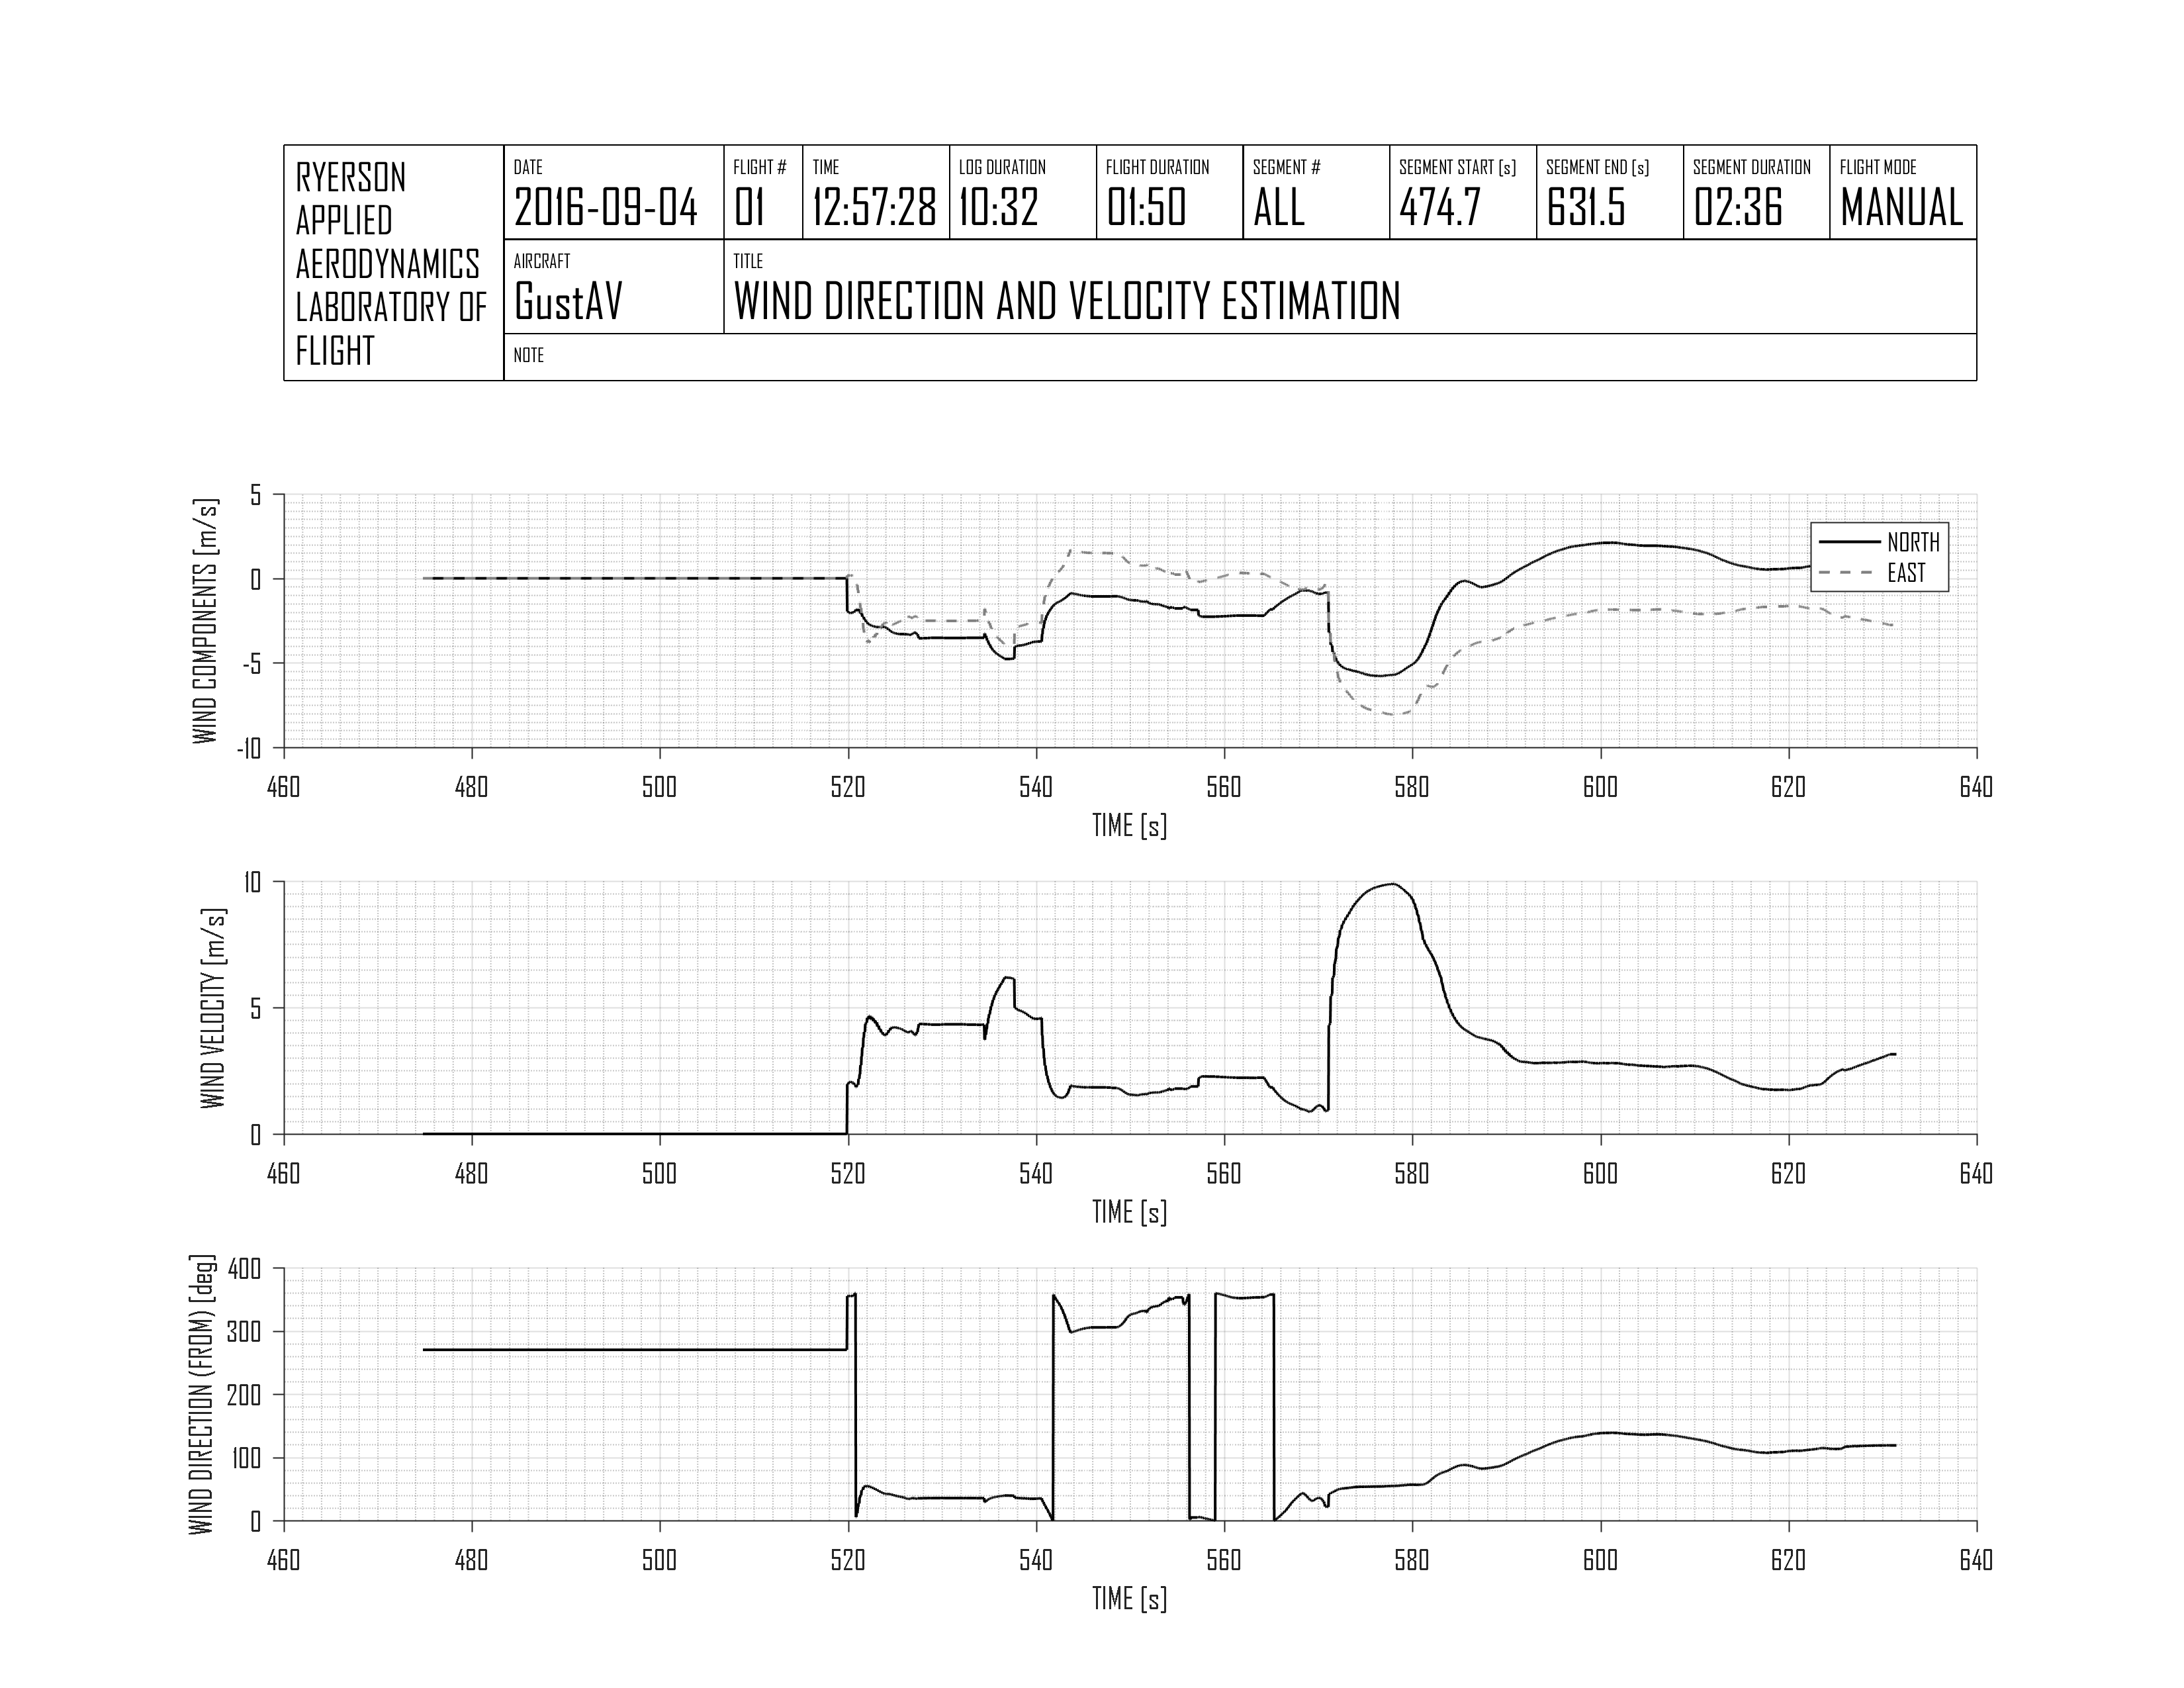 RYERSON
APPLIED
AERODYNAMICS
LABORATORY OF
FLIGHT
DATE
2016-09-04
FLIGHT #
01
TIME
12:57:28
LOG DURATION
10:32
FLIGHT DURATION
01:50
SEGMENT #
ALL
SEGMENT START [s]
474.7
SEGMENT END [s]
631.5
SEGMENT DURATION
02:36
FLIGHT MODE
MANUAL
AIRCRAFT
GustAV
TITLE
WIND DIRECTION AND VELOCITY ESTIMATION
NOTE
WIND COMPONENTS [m/s]
5
0
-5
-10
NORTH
EAST
460 480 500 520 540 560 580 600 620 640
TIME [s]
WIND VELOCITY [m/s]
10
5
0
460 480 500 520 540 560 580 600 620 640
TIME [s]
WIND DIRECTION (FROM) [deg]
400
300
200
100
0
460 480 500 520 540 560 580 600 620 640
TIME [s]